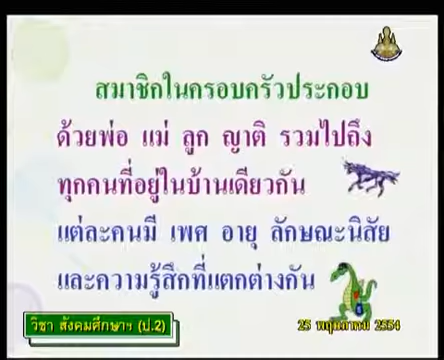 สมาชิกในครอบครัวประกอบ
ด้วยพ่อ แม่ ลูก ญาติ รวมไปถึง
ทุกคนที่อยู่ในบ้านเดียวกัน
แต่ละคนมี เพศ อายุ ลักษณะนิสัย
และความรู้สึกที่แตกต่างกัน
วิชา สังคมศึกษาฯ (ป.2)
25 พฤษภาคม 2554